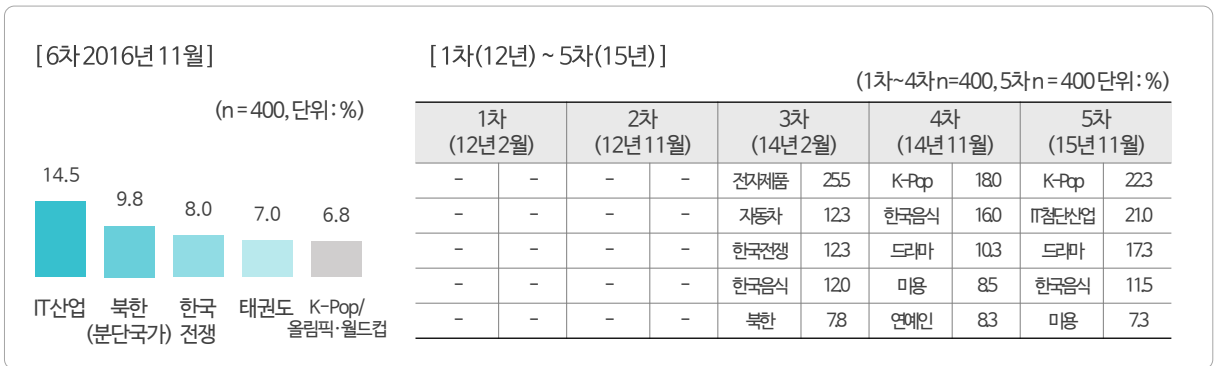 [ 6차 2016년 11월 ]
(n = 400, 단위 : %)
14.5 9.8 8.0 7.0 6.8
IT산업 북한 (분단국가) 한국 전쟁 태권도 K-Pop/ 올림픽·월드컵
[ 1차(12년) ~ 5차(15년) ]
(1차~4차 n=400, 5차 n = 400 단위 : %)
1차 2차 3차 4차 5차
(12년 2월) (12년 11월) (14년 2월) (14년 11월) (15년 11월)
– – – – 전자제품 25.5 K-Pop 18.0 K-Pop 22.3
– – – – 자동차 12.3 한국음식 16.0 IT첨단산업 21.0
– – – – 한국전쟁 12.3 드라마 10.3 드라마 17.3
– – – – 한국음식 12.0 미용 8.5 한국음식 11.5
– – – – 북한 7.8 연예인 8.3 미용 7.3